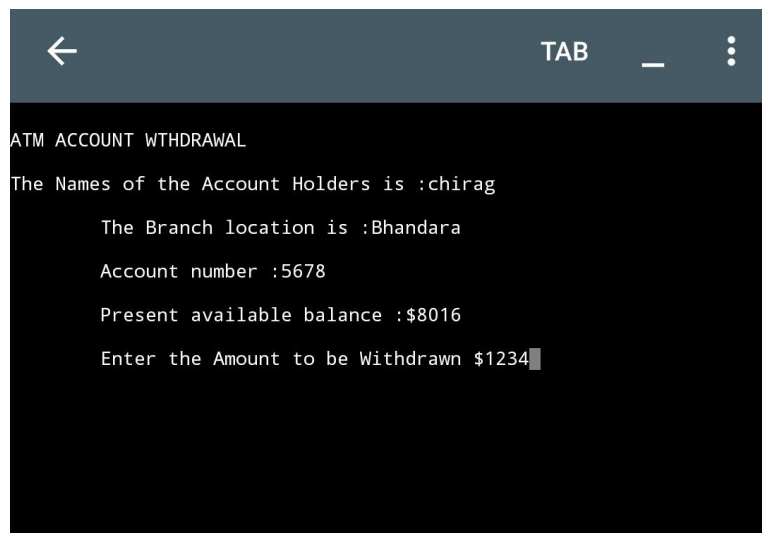 TAB
ATM ACCOUNT WTHDRAWAL
The Names of the Account Holders is :chirag
The Branch location is :Bhandara
Account number :5678
Present available balance :$8016
Enter the Amount to be Withdrawn $1234